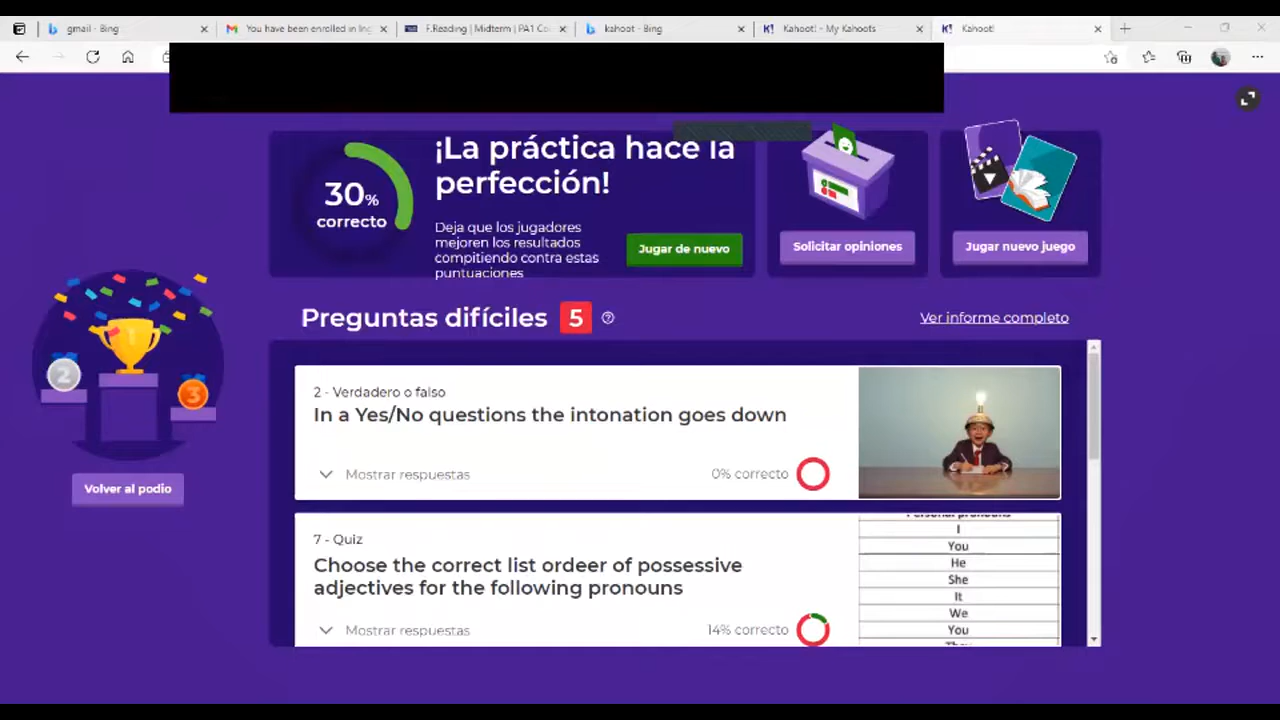 gmail - Bing
You have been enrolled in Ing
F.Reading | Midterm | PA1 Co
kahoot - Bing
Kahoot! - My Kahoots
Kahoot!
30%
correcto
¡La práctica hace la
perfección!
Deja que los jugadores
mejoren los resultados
compitiendo contra estas
puntuaciones
Jugar de nuevo
Solicitar opiniones
Jugar nuevo juego
Preguntas difíciles 5
Ver informe completo
2
3
Volver al podio
2 - Verdadero o falso
In a Yes/No questions the intonation goes down
Mostrar respuestas
0% correcto
7 - Quiz
Choose the correct list ordeer of possessive
adjectives for the following pronouns
Mostrar respuestas
14% correcto
Personal pronouns
I
You
He
She
It
We
You
They